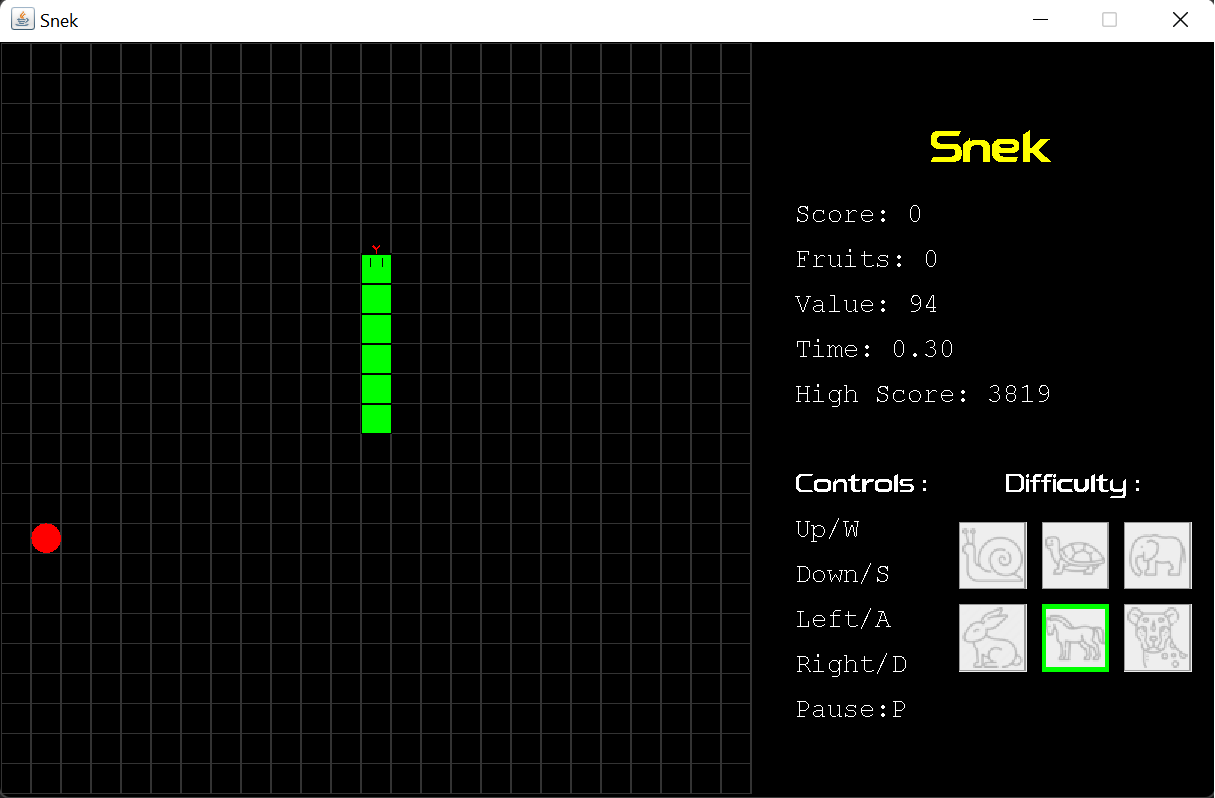 Snek
Snek
Score: 0
Fruits: 0
Value: 94
Time: 0.30
High Score: 3819
Controls :
Difficulty :
Up/W
Down/S
Left/A
Right/D
Pause:P